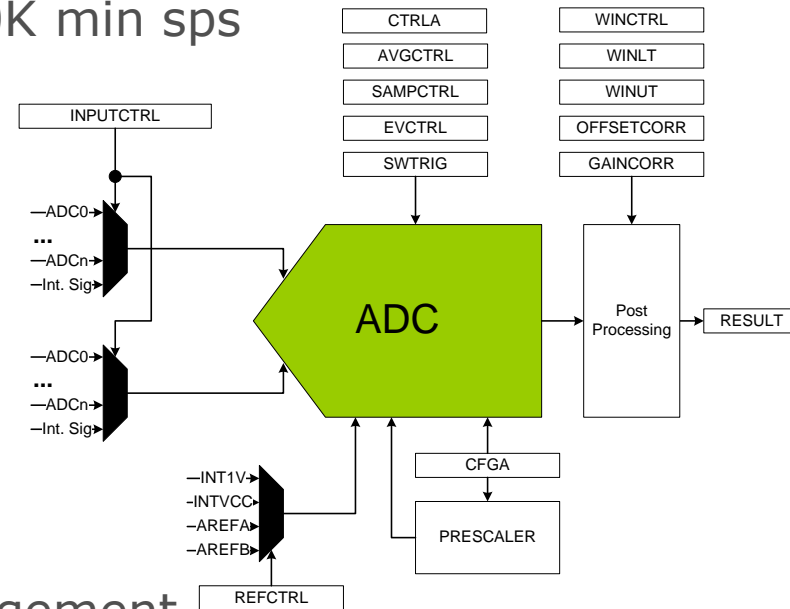 0K min sps
CTRLA
AVGCTRL
SAMPCTRL
EVCTRL
SWTRIG
WINCTRL
WINLT
WINUT
OFFSETCORR
GAINCORR
INPUTCTRL
ADC0
...
ADCn
Int. Sig
ADC0
...
ADCn
Int. Sig
ADC
Post
Processing
RESULT
INT1V
INTVCC
AREFA
AREFB
CFGA
PRESCALER
REFCTRL